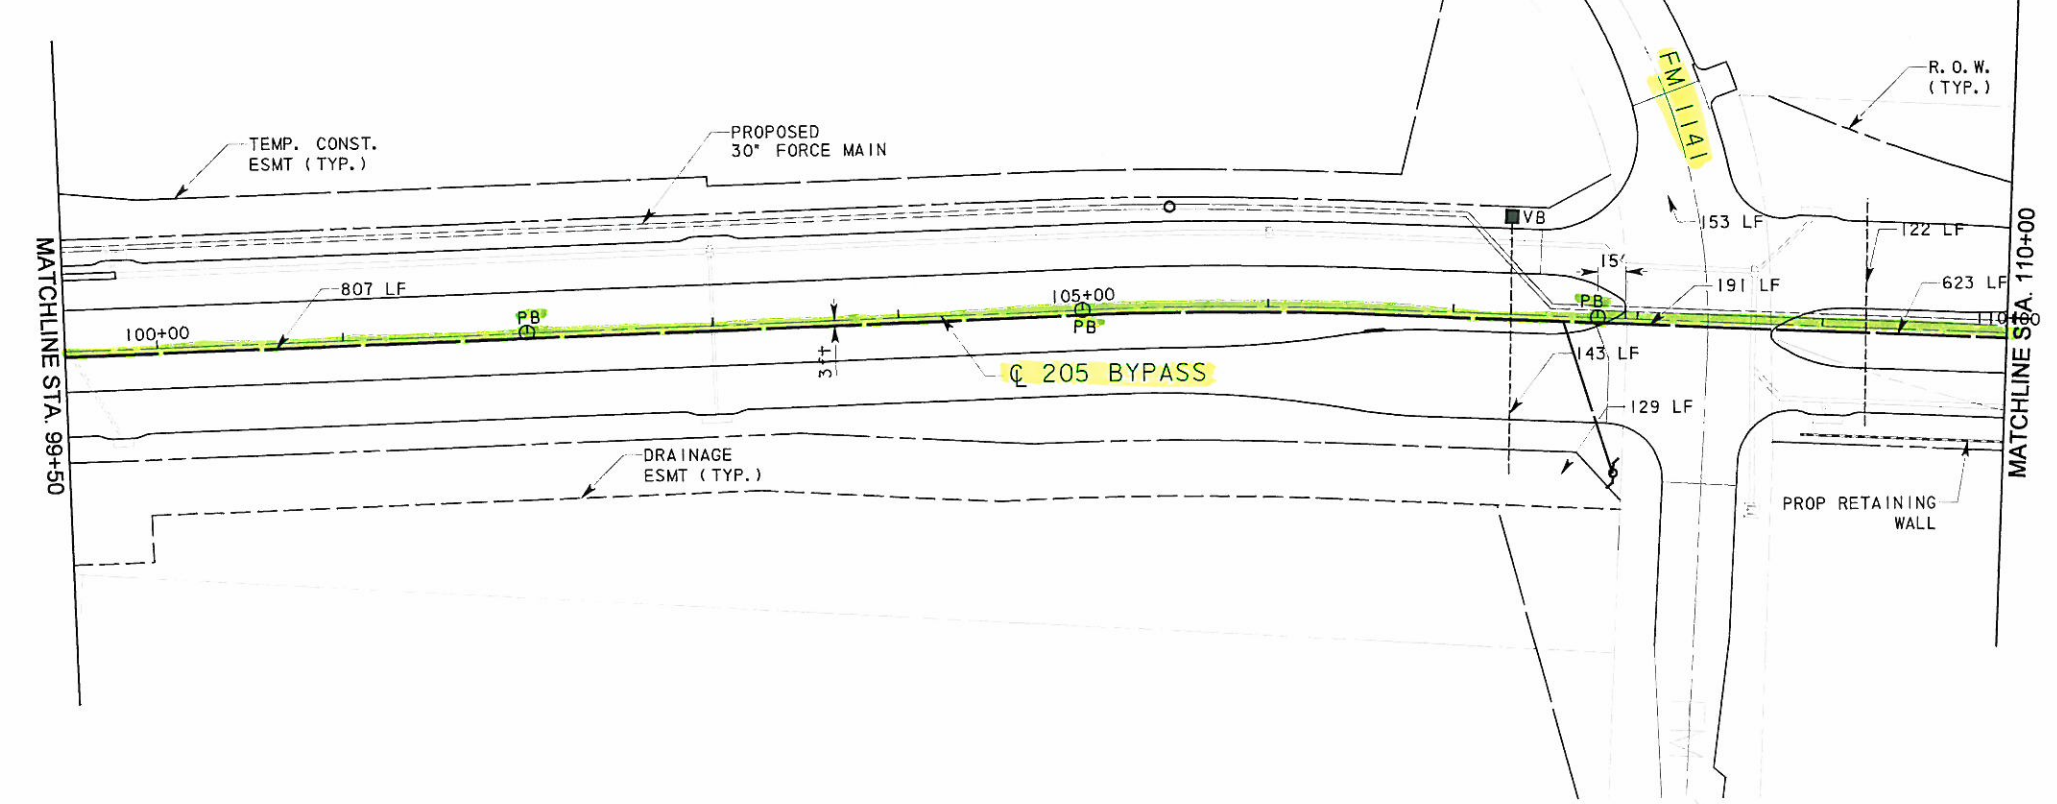 FM 1141
R.O.W.
(TYP.)
TEMP. CONST.
ESMT (TYP.)
PROPOSED
30" FORCE MAIN
VB
153 LF
122 LF
15'
807 LF
PB
105+00
PB
PB
191 LF
623 LF
100+00
110+00
3'±
℄ 205 BYPASS
143 LF
129 LF
DRAINAGE
ESMT (TYP.)
PROP RETAINING
WALL
MATCHLINE STA. 99+50
MATCHLINE STA. 110+00